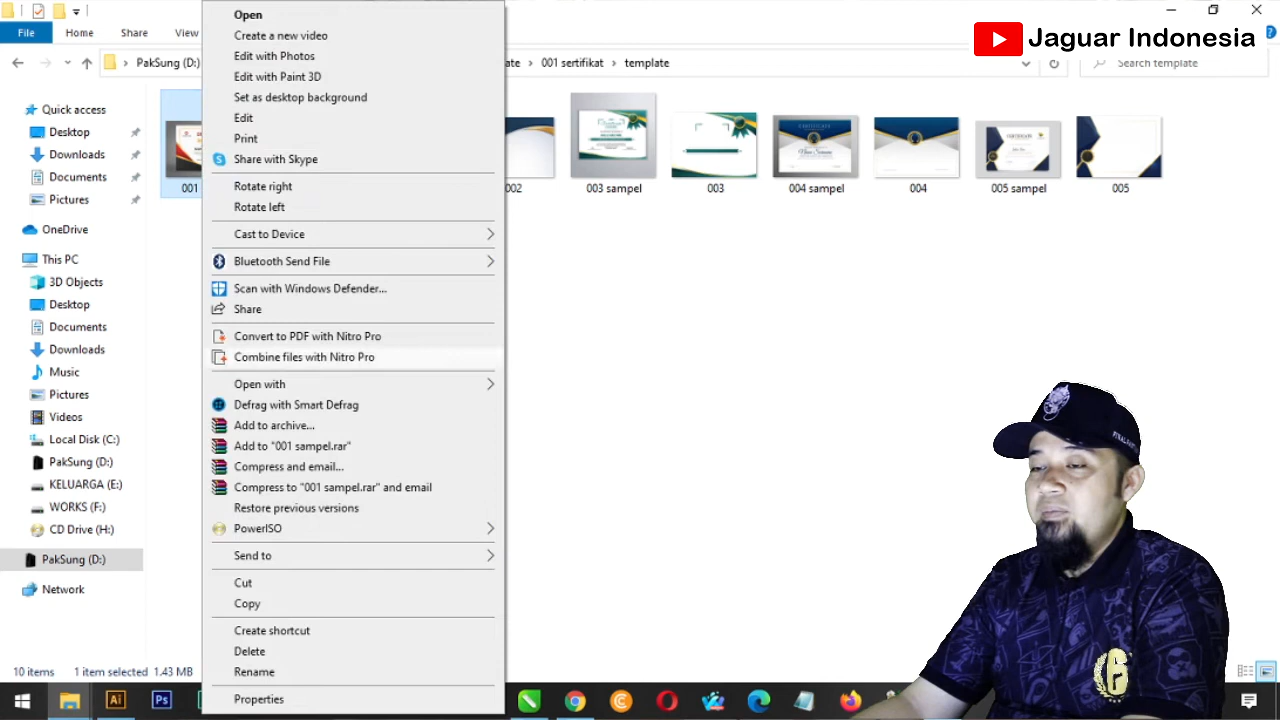 Jaguar Indonesia
File
Home
Share
View
PakSung (D:)
ate
001 sertifikat
template
Search template
Quick access
Desktop
Downloads
Documents
Pictures
OneDrive
This PC
3D Objects
Desktop
Documents
Downloads
Music
Pictures
Videos
Local Disk (C:)
PakSung (D:)
KELUARGA (E:)
WORKS (F:)
CD Drive (H:)
PakSung (D:)
Network
Open
Create a new video
Edit with Photos
Edit with Paint 3D
Set as desktop background
Edit
Print
Share with Skype
Rotate right
Rotate left
Cast to Device
Bluetooth Send File
Scan with Windows Defender...
Share
Convert to PDF with Nitro Pro
Combine files with Nitro Pro
Open with
Defrag with Smart Defrag
Add to archive...
Add to "001 sampel.rar"
Compress and email...
Compress to "001 sampel.rar" and email
Restore previous versions
PowerISO
Send to
Cut
Copy
Create shortcut
Delete
Rename
Properties
001
002
003 sampel
003
004 sampel
004
005 sampel
005
10 items
1 item selected
1.43 MB
Ai
Ps